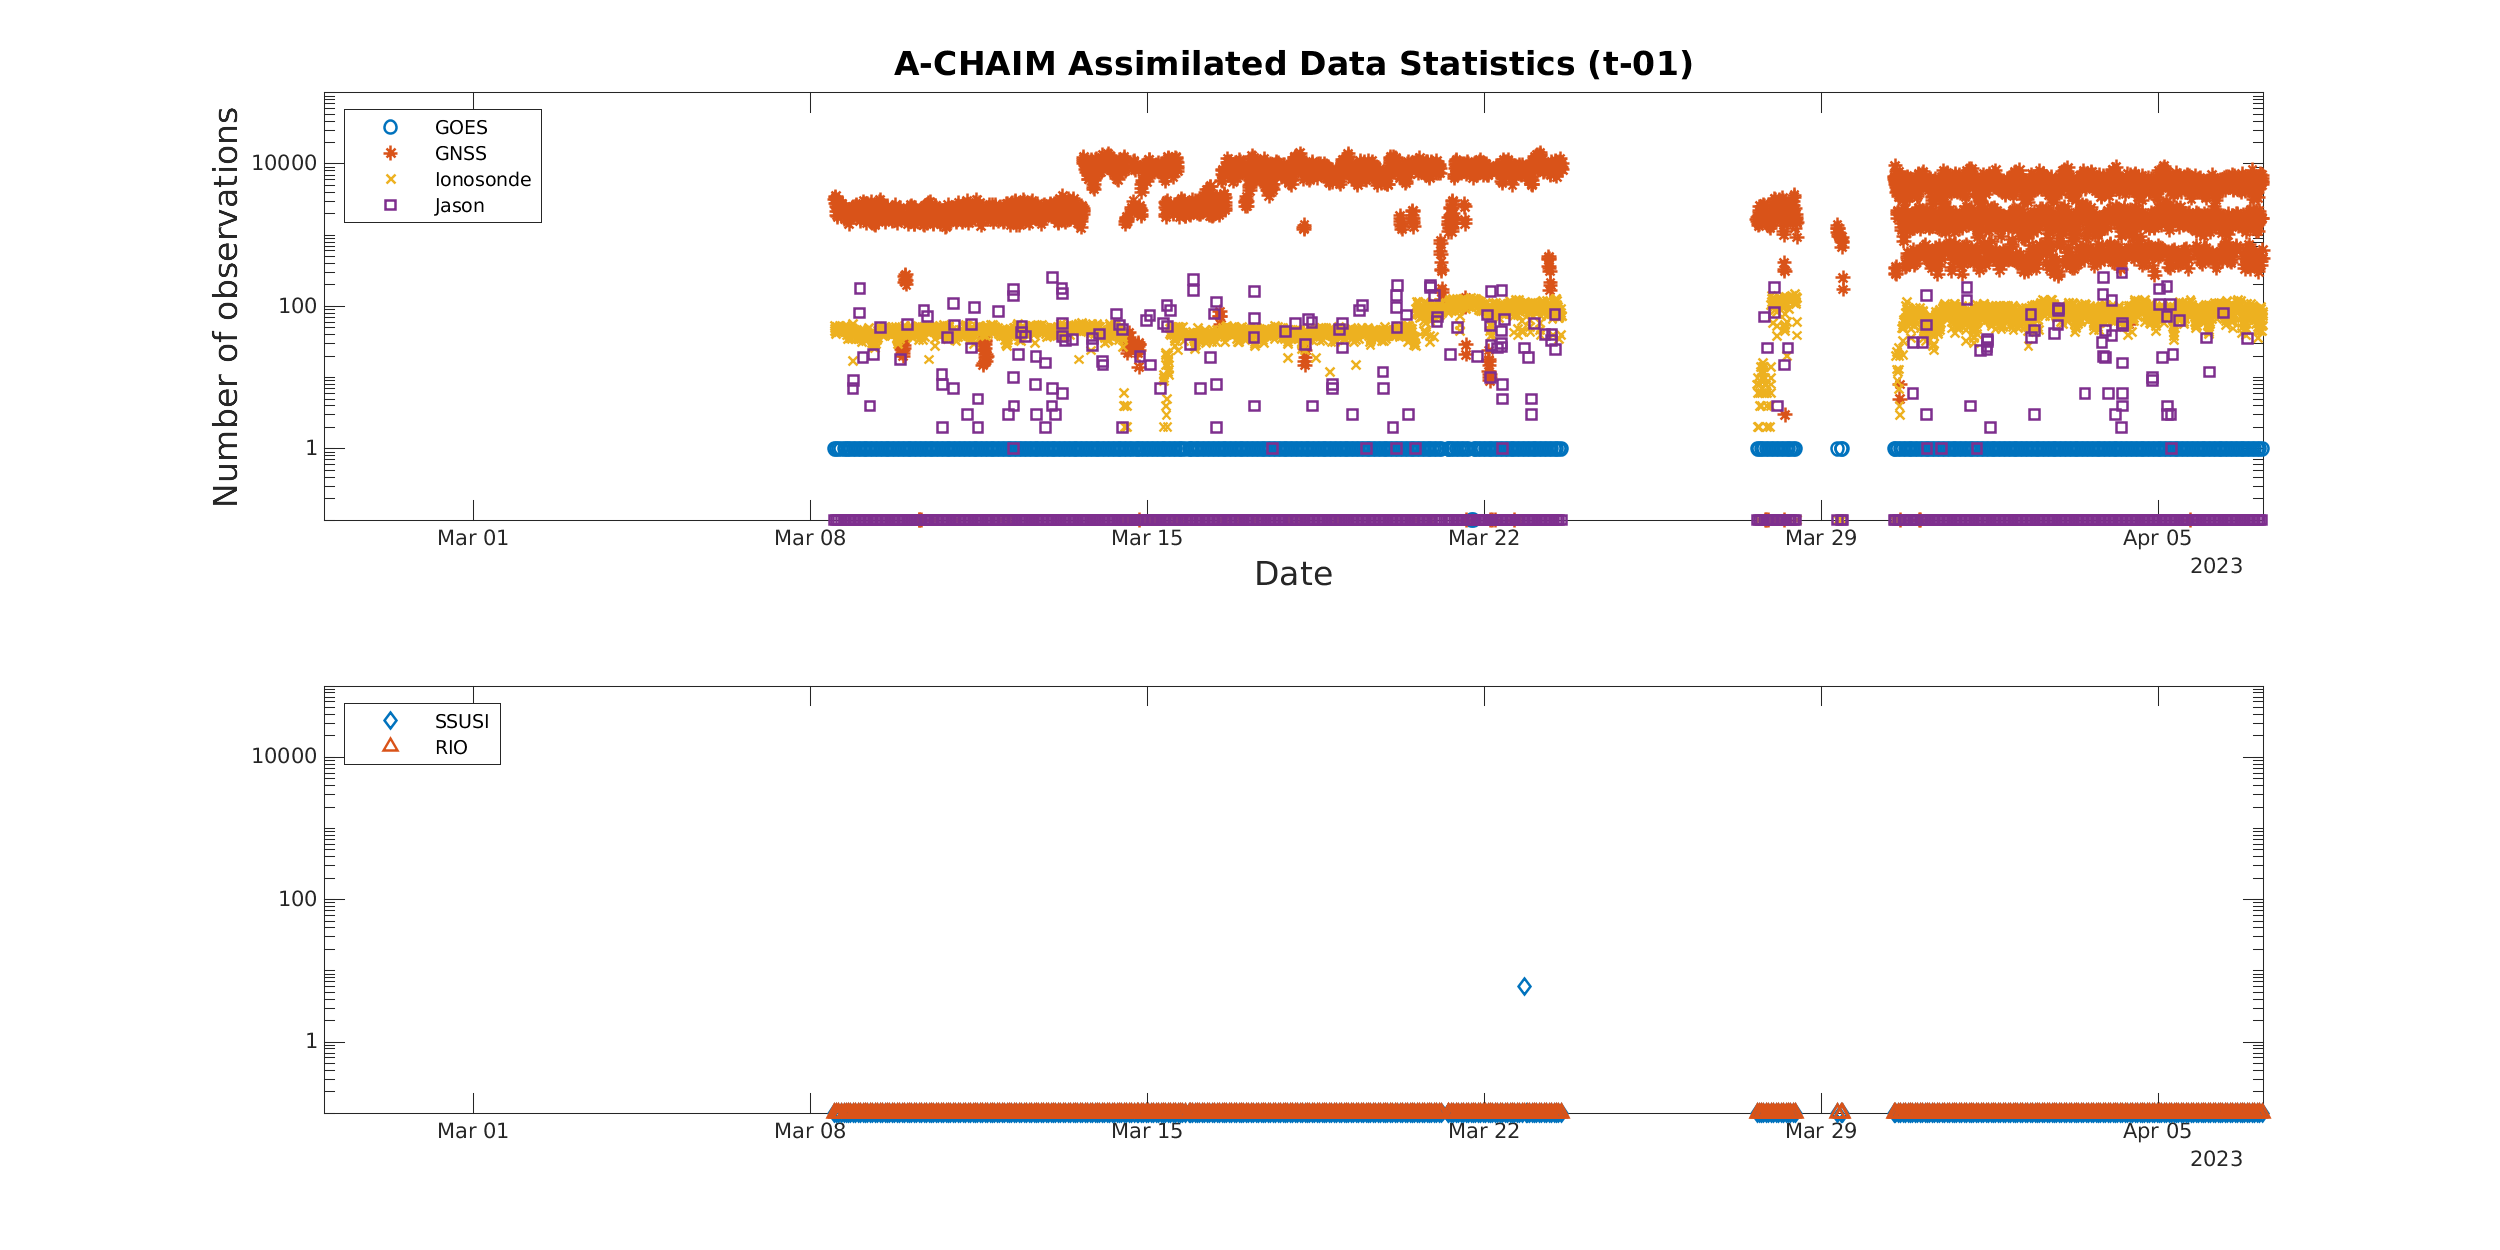 A-CHAIM Assimilated Data Statistics (t-01)
Number of observations
10000
100
1
GOES
GNSS
Ionosonde
Jason
Mar 01 Mar 08 Mar 15 Mar 22 Mar 29 Apr 05
2023
Date
10000
100
1
SSUSI
RIO
Mar 01 Mar 08 Mar 15 Mar 22 Mar 29 Apr 05
2023